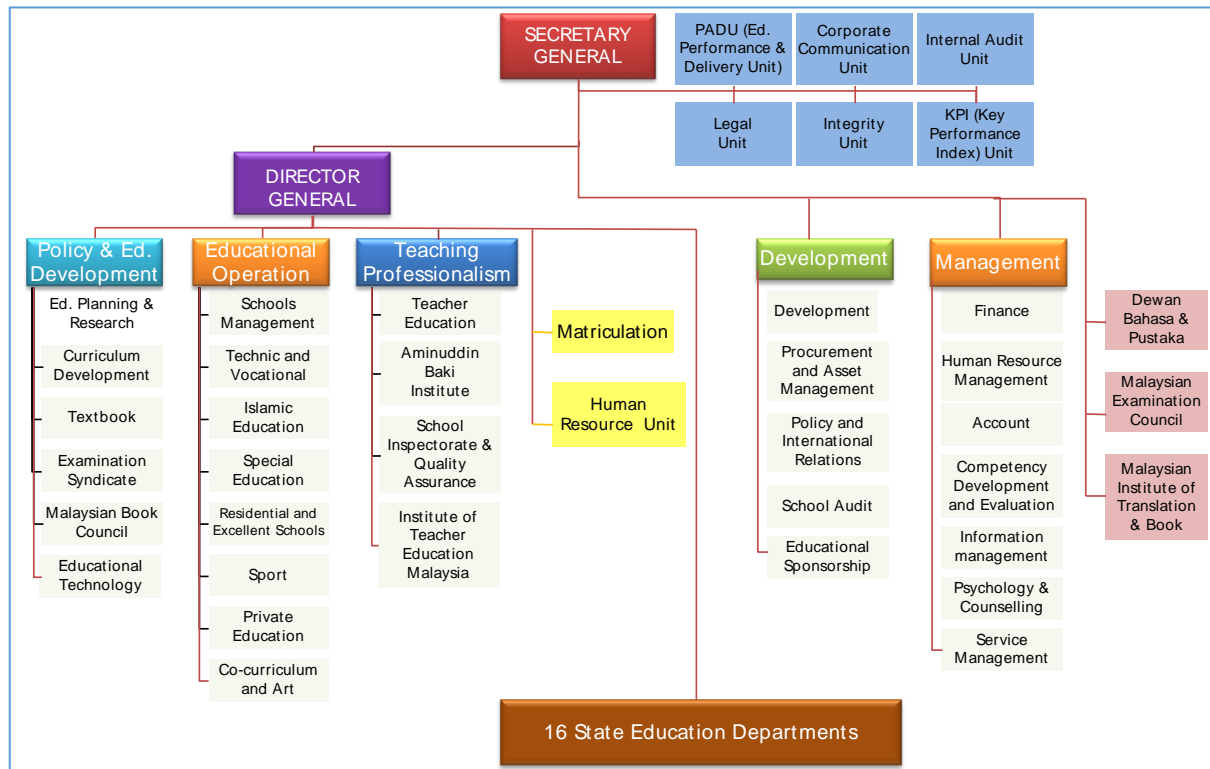 SECRETARY
GENERAL
PADU (Ed.
Performance &
Delivery Unit)
Corporate
Communication
Unit
Internal Audit
Unit
Legal
Unit
Integrity
Unit
KPI (Key
Performance
Index) Unit
DIRECTOR
GENERAL
Policy & Ed.
Development
Ed. Planning &
Research
Curriculum
Development
Textbook
Examination
Syndicate
Malaysian Book
Council
Educational
Technology
Educational
Operation
Schools
Management
Technic and
Vocational
Islamic
Education
Special
Education
Residential and
Excellent Schools
Sport
Private
Education
Co-curriculum
and Art
Teaching
Professionalism
Teacher
Education
Aminuddin
Baki
Institute
School
Inspectorate &
Quality
Assurance
Institute of
Teacher
Education
Malaysia
Matriculation
Human
Resource Unit
Development
Development
Procurement
and Asset
Management
Policy and
International
Relations
School Audit
Educational
Sponsorship
Management
Finance
Human Resource
Management
Account
Competency
Development
and Evaluation
Information
management
Psychology &
Counselling
Service
Management
Dewan
Bahasa &
Pustaka
Malaysian
Examination
Council
Malaysian
Institute of
Translation
& Book
16 State Education Departments